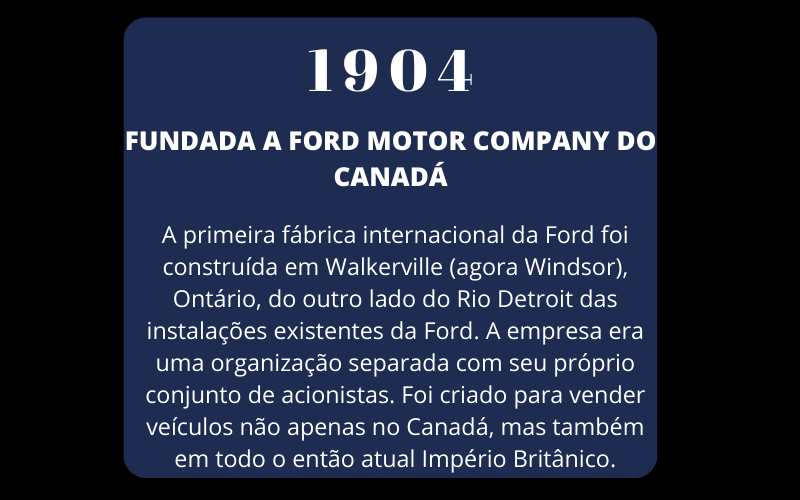 1904
FUNDADA A FORD MOTOR COMPANY DO
CANADÁ
A primeira fábrica internacional da Ford foi
construída em Walkerville (agora Windsor),
Ontário, do outro lado do Rio Detroit das
instalações existentes da Ford. A empresa era
uma organização separada com seu próprio
conjunto de acionistas. Foi criado para vender
veículos não apenas no Canadá, mas também
em todo o então atual Império Britânico.